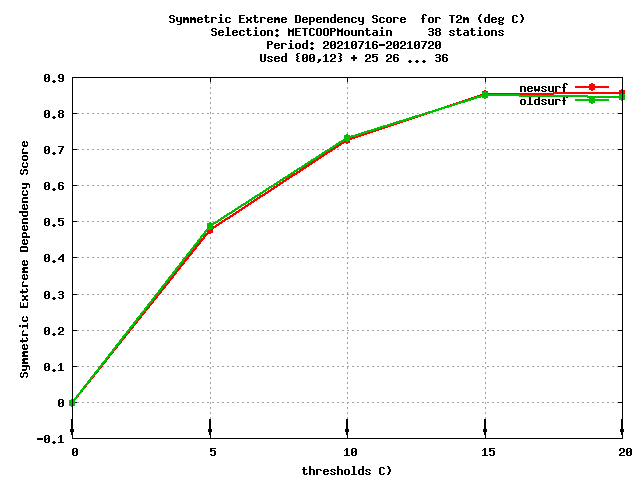 Symmetric Extreme Dependency Score  for T2m (deg C)
Selection: METCOOPMountain     38 stations
Period: 20210716-20210720
Used {00,12} + 25 26 ... 36
0.9
0.8
0.7
0.6
0.5
0.4
0.3
0.2
0.1
0
-0.1
Symmetric Extreme Dependency Score
newsurf
oldsurf
0 5 10 15 20
thresholds C)